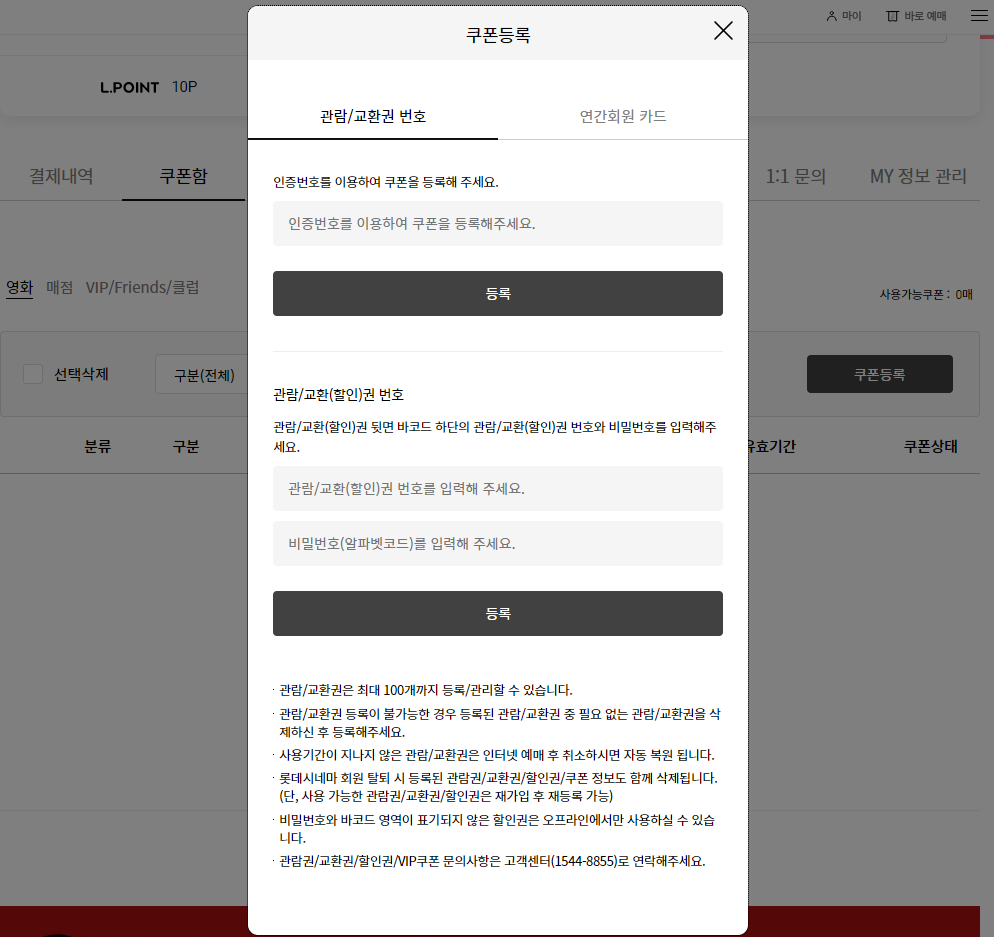 마이
바로 예매
쿠폰등록
L.POINT 10P
관람/교환권 번호
연간회원 카드
결제내역
쿠폰함
1:1 문의
MY 정보 관리
인증번호를 이용하여 쿠폰을 등록해 주세요.
인증번호를 이용하여 쿠폰을 등록해주세요.
등록
영화
매점
VIP/Friends/클럽
사용가능쿠폰 : 0매
선택삭제
구분(전체)
쿠폰등록
분류
구분
유효기간
쿠폰상태
관람/교환(할인)권 번호
관람/교환(할인)권 뒷면 바코드 하단의 관람/교환(할인)권 번호와 비밀번호를 입력해주
세요.
관람/교환(할인)권 번호를 입력해 주세요.
비밀번호(알파벳코드)를 입력해 주세요.
등록
· 관람/교환권은 최대 100개까지 등록/관리할 수 있습니다.
· 관람/교환권 등록이 불가능한 경우 등록된 관람/교환권 중 필요 없는 관람/교환권을 삭
제하신 후 등록해주세요.
· 사용기간이 지나지 않은 관람/교환권은 인터넷 예매 후 취소하시면 자동 복원 됩니다.
· 롯데시네마 회원 탈퇴 시 등록된 관람권/교환권/할인권/쿠폰 정보도 함께 삭제됩니다.
(단, 사용 가능한 관람권/교환권/할인권은 재가입 후 재등록 가능)
· 비밀번호와 바코드 영역이 표기되지 않은 할인권은 오프라인에서만 사용하실 수 있습
니다.
· 관람권/교환권/할인권/VIP쿠폰 문의사항은 고객센터(1544-8855)로 연락해주세요.